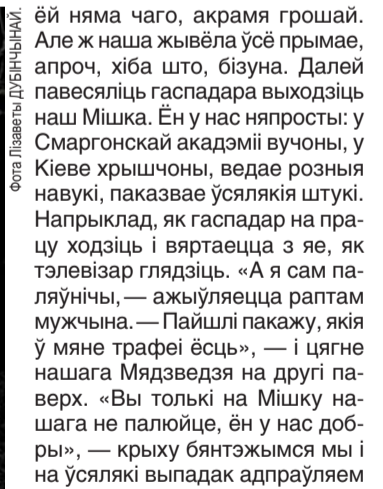 Фота Лізаветы ДУБІНЧЫНАЙ.
ёй няма чаго, акрамя грошай.
Але ж наша жывёла ўсё прымае,
апроч, хіба што, бізуна. Далей
павесяліць гаспадара выходзіць
наш Мішка. Ён у нас няпросты: у
Смаргонскай акадэміі вучоны, у
Кіеве хрышчоны, ведае розныя
навукі, паказвае ўсялякія штукі.
Напрыклад, як гаспадар на пра-
цу ходзіць і вяртаецца з яе, як
тэлевізар глядзіць. «А я сам па-
ляўнічы, — ажыўляецца раптам
мужчына. — Пайшлі пакажу, якія
ў мяне трафеі ёсць», — і цягне
нашага Мядзведзя на другі па-
верх. «Вы толькі на Мішку на-
шага не палюйце, ён у нас доб-
ры», — крыху бянтэжымся мы і
на ўсялякі выпадак адпраўляем